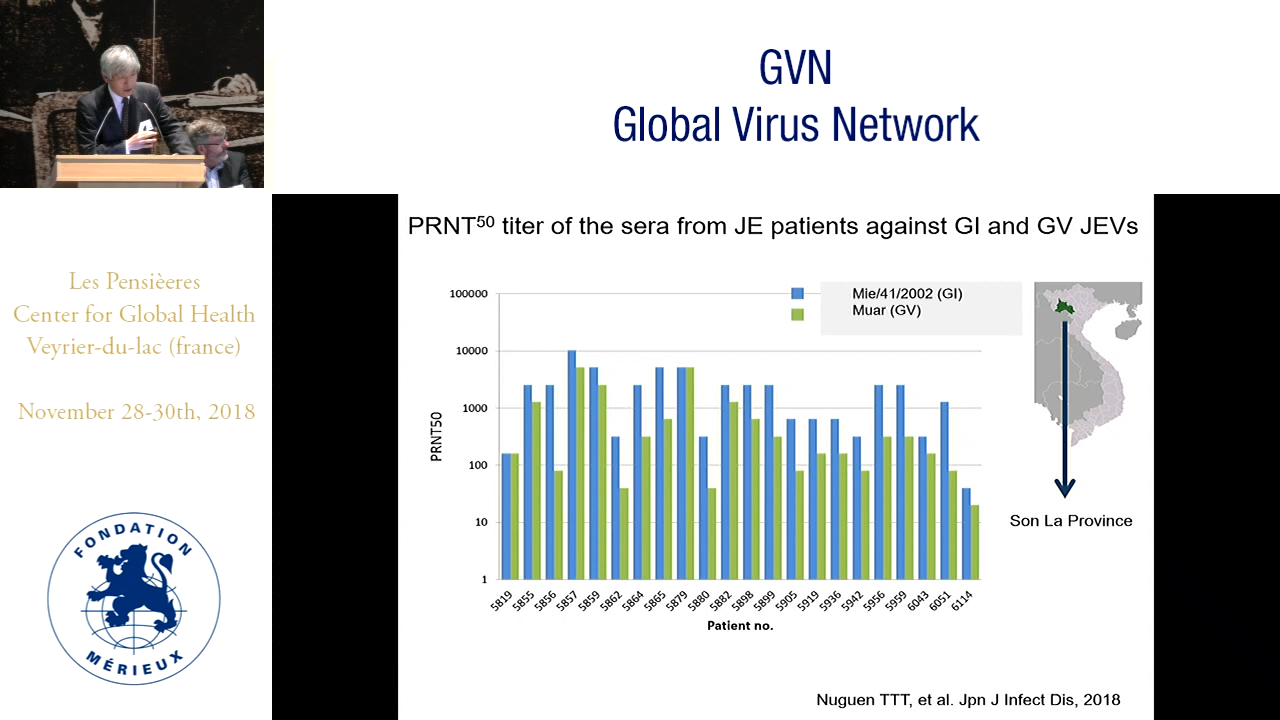 GVN
Global Virus Network
Les Pensièeres
Center for Global Health
Veyrier-du-lac (france)
November 28-30th, 2018
FONDATION
MÉRIEUX
PRNT50 titer of the sera from JE patients against GI and GV JEVs
Mie/41/2002 (GI)
Muar (GV)
100000
10000
1000
100
10
1
PRNT50
5819
5855
5856
5857
5859
5862
5864
5865
5879
5880
5882
5898
5899
5905
5919
5936
5942
5956
5959
6043
6051
6114
Patient no.
Son La Province
Nuguen TTT, et al. Jpn J Infect Dis, 2018